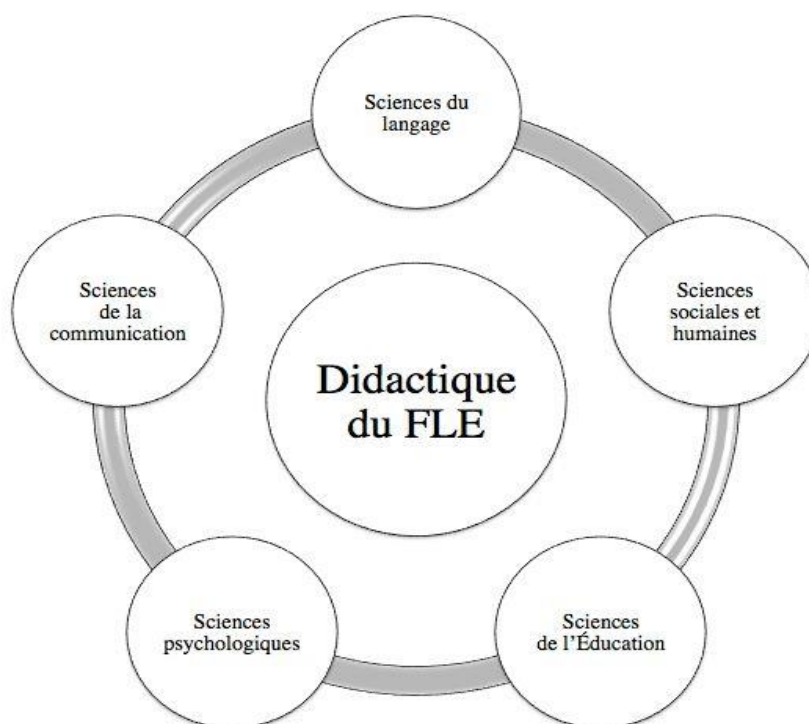 Sciences du
langage
Sciences
de la
communication
Sciences
sociales et
humaines
Didactique
du FLE
Sciences
psychologiques
Sciences
de l'Éducation